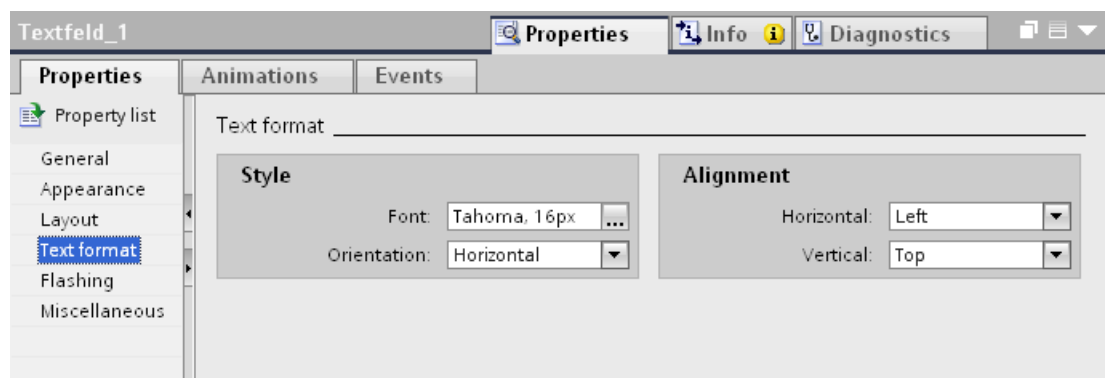 Textfeld_1
Properties
Info
Diagnostics
Properties
Animations
Events
Property list
General
Appearance
Layout
Text format
Flashing
Miscellaneous
Text format
Style
Font: Tahoma, 16px ...
Orientation: Horizontal
Alignment
Horizontal: Left
Vertical: Top